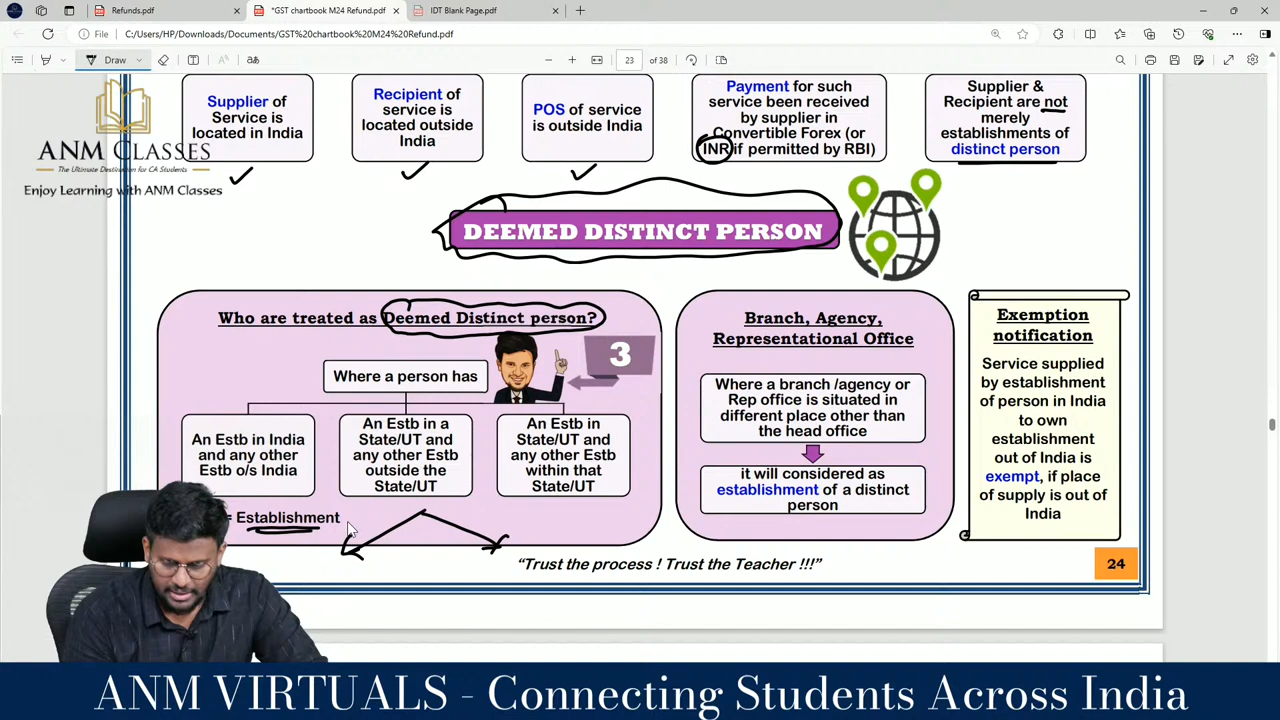 Refunds.pdf
*GST chartbook M24 Refund.pdf
IDT Blank Page.pdf
File
C:/Users/HP/Downloads/Documents/GST%20chartbook%20M24%20Refund.pdf
Draw
23
of 38
ANM CLASSES
The Ultimate Destination for CA Students
Enjoy Learning with ANM Classes
Supplier of
Service is
located in India
Recipient of
service is
located outside
India
POS of service
is outside India
Payment for such
service been received
by supplier in
Convertible Forex (or
INR if permitted by RBI)
Supplier &
Recipient are not
merely
establishments of
distinct person
DEEMED DISTINCT PERSON
Who are treated as Deemed Distinct person?
3
Where a person has
An Estb in India
and any other
Estb o/s India
An Estb in a
State/UT and
any other Estb
outside the
State/UT
An Estb in
State/UT and
any other Estb
within that
State/UT
= Establishment
Branch, Agency,
Representational Office
Where a branch /agency or
Rep office is situated in
different place other than
the head office
it will considered as
establishment of a distinct
person
Exemption
notification
Service supplied
by establishment
of person in India
to own
establishment
out of India is
exempt, if place
of supply is out of
India
"Trust the process ! Trust the Teacher !!!"
24
ANM VIRTUALS - Connecting Students Across India